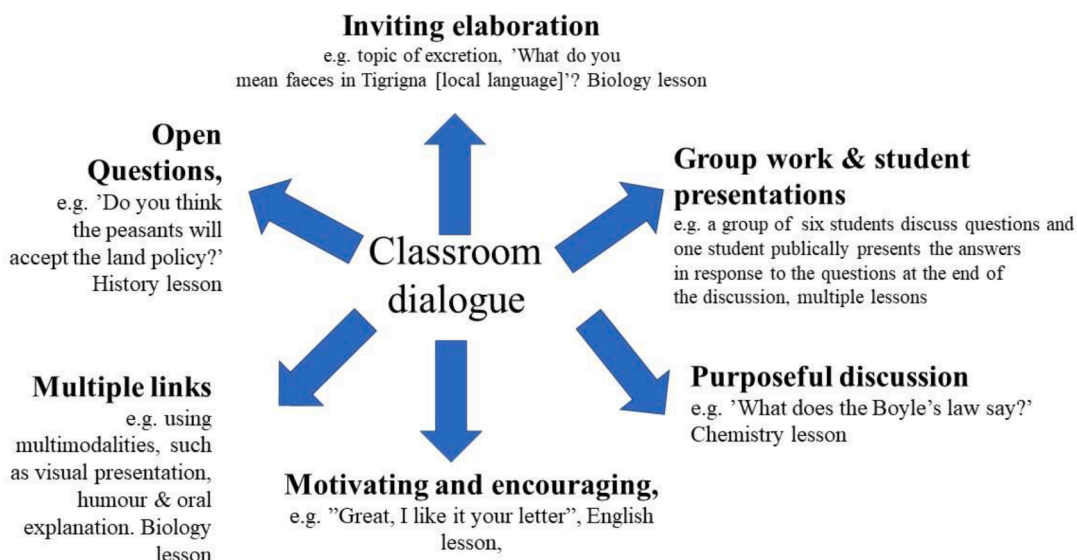 Inviting elaboration
e.g. topic of excretion, ’What do you
mean faeces in Tigrigna [local language]’? Biology lesson
Open
Questions,
e.g. ’Do you think
the peasants will
accept the land policy?’
History lesson
Group work & student
presentations
e.g. a group of six students discuss questions and
one student publically presents the answers
in response to the questions at the end of
the discussion, multiple lessons
Classroom
dialogue
Multiple links
e.g. using
multimodalities, such
as visual presentation,
humour & oral
explanation. Biology
lesson
Purposeful discussion
e.g. ’What does the Boyle’s law say?’
Chemistry lesson
Motivating and encouraging,
e.g. ”Great, I like it your letter”, English
lesson,